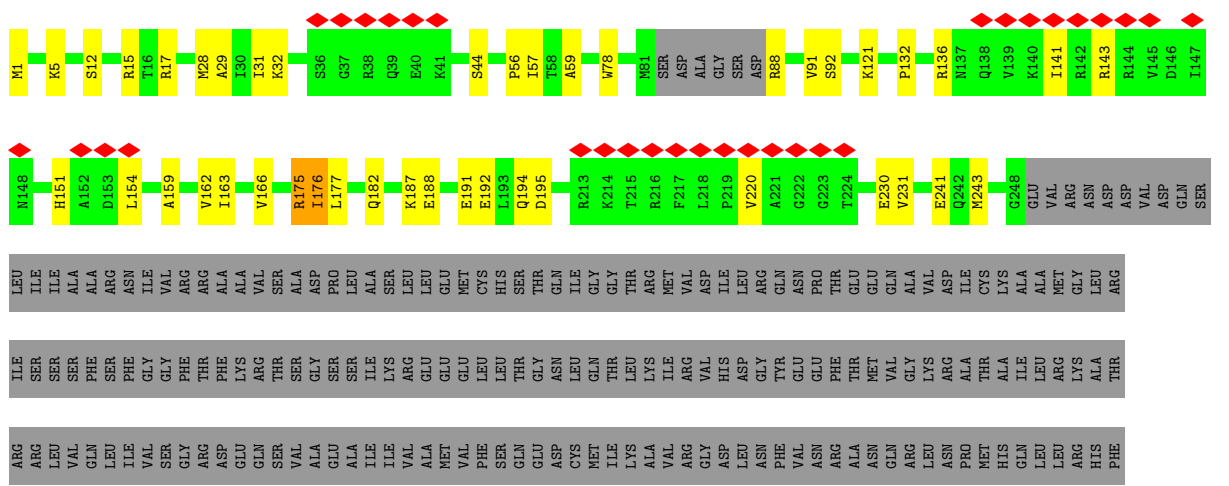 M1 K5 S12 R15 T16 R17 M28 A29 I30 I31 K32 S36 G37 R38 Q39 E40 K41 S44 P56 I57 T58 A59 W78 M81 SER ASP ALA GLY SER ASP R88 V91 S92 K121 P132 R136 N137 Q138 V139 K140 I141 R142 R143 R144 V145 D146 I147
N148 H151 A152 D153 L154 A159 V162 I163 V166 R175 I176 L177 Q182 K187 E188 E191 E192 L193 Q194 D195 R213 K214 T215 R216 F217 L218 P219 V220 A221 G222 G223 T224 E230 V231 E241 Q242 M243 G248 GLU VAL ARG ASN ASP ASP VAL ASP GLN SER
LEU ILE ILE ALA ALA ARG ASN ILE VAL ARG ARG ALA ALA VAL SER ALA ASP PRO LEU ALA SER LEU LEU GLU MET CYS HIS SER THR GLN ILE GLY GLY THR ARG MET VAL ASP ILE LEU ARG GLN ASN PRO THR GLU GLU GLN ALA VAL ASP ILE CYS LYS ALA ALA MET GLY LEU ARG
ILE SER SER SER PHE SER PHE GLY GLY PHE THR PHE LYS ARG THR SER GLY SER SER ILE LYS ARG GLU GLU GLU LEU LEU THR GLY ASN LEU GLN THR LEU LYS ILE ARG VAL HIS ASP GLY TYR GLU GLU PHE THR MET VAL GLY LYS ARG ALA THR ALA ILE LEU ARG LYS ALA THR
ARG ARG LEU VAL GLN LEU ILE VAL SER GLY ARG ASP GLU GLN SER VAL ALA GLU ALA ILE ILE VAL ALA MET VAL PHE SER GLN GLU ASP CYS MET ILE LYS ALA VAL ARG GLY ASP LEU ASN PHE VAL ASN ARG ALA ASN GLN ARG LEU ASN PRO MET HIS GLN LEU LEU ARG HIS PHE